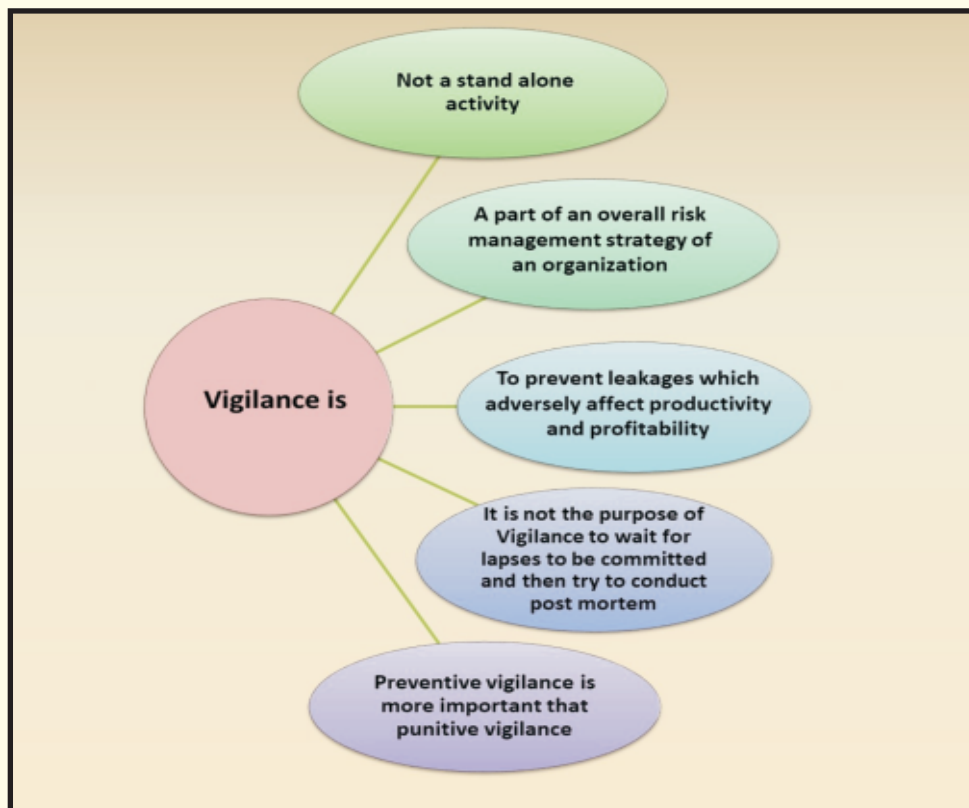 Not a stand alone
activity
A part of an overall risk
management strategy of
an organization
Vigilance is
To prevent leakages which
adversely affect productivity
and profitability
It is not the purpose of
Vigilance to wait for
lapses to be committed
and then try to conduct
post mortem
Preventive vigilance is
more important that
punitive vigilance